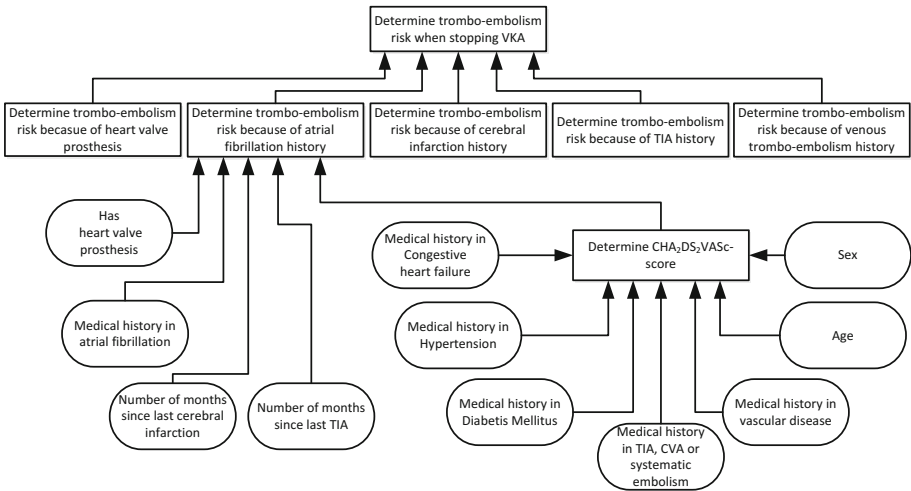 Determine trombo-embolism
risk when stopping VKA
Determine trombo-embolism
risk because of heart valve
prosthesis
Determine trombo-embolism
risk because of atrial
fibrillation history
Determine trombo-embolism
risk because of cerebral
infarction history
Determine trombo-embolism
risk because of TIA history
Determine trombo-embolism
risk because of venous
trombo-embolism history
Has
heart valve
prosthesis
Medical history in
Congestive
heart failure
Determine CHA₂DS₂VASc-
score
Sex
Medical history in
atrial fibrillation
Medical history in
Hypertension
Age
Number of months
since last cerebral
infarction
Number of months
since last TIA
Medical history in
Diabetis Mellitus
Medical history
in TIA, CVA or
systematic
embolism
Medical history in
vascular disease